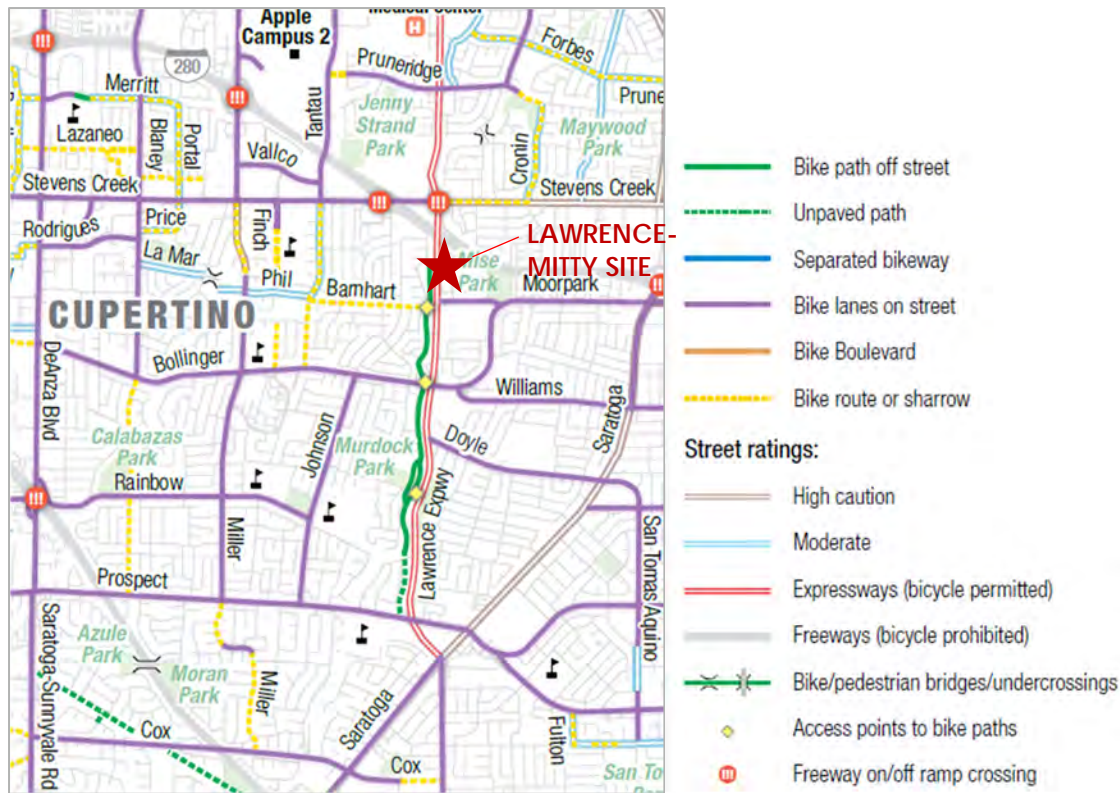 Medical Center
Apple
Campus 2
H
Forbes
280
Pruneridge
Merritt
Prune
Jenny
Strand
Park
Tantau
Portal
Blaney
Lazaneo
Maywood
Park
Cronin
Vallco
Stevens Creek
Stevens Creek
Price
Finch
Rodrigues
La Mar
LAWRENCE-
MITTY SITE
Mise
Park
Phil
Barnhart
Moorpark
CUPERTINO
Bollinger
DeAnza Blvd
Williams
Saratoga
Calabazas
Park
Johnson
Murdock
Park
Doyle
Rainbow
Miller
Lawrence Expwy
San Tomas Aquino
Prospect
Azule
Park
Moran
Park
Miller
Saratoga-Sunnyvale Rd
Cox
Saratoga
Cox
Fulton
San To
Park
Bike path off street
Unpaved path
Separated bikeway
Bike lanes on street
Bike Boulevard
Bike route or sharrow
Street ratings:
High caution
Moderate
Expressways (bicycle permitted)
Freeways (bicycle prohibited)
Bike/pedestrian bridges/undercrossings
Access points to bike paths
Freeway on/off ramp crossing